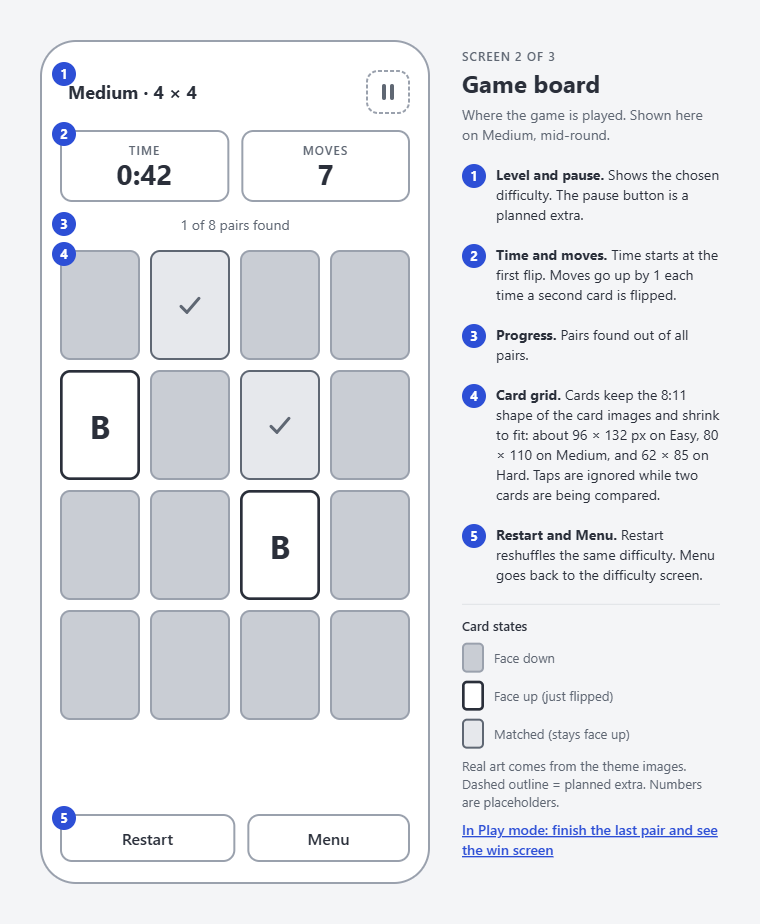 1
Medium · 4 × 4
2
TIME
0:42
MOVES
7
3
1 of 8 pairs found
4
B
B
5
Restart
Menu
SCREEN 2 OF 3
Game board
Where the game is played. Shown here
on Medium, mid-round.
1
Level and pause. Shows the chosen
difficulty. The pause button is a
planned extra.
2
Time and moves. Time starts at the
first flip. Moves go up by 1 each
time a second card is flipped.
3
Progress. Pairs found out of all
pairs.
4
Card grid. Cards keep the 8:11
shape of the card images and shrink
to fit: about 96 × 132 px on Easy, 80
× 110 on Medium, and 62 × 85 on
Hard. Taps are ignored while two
cards are being compared.
5
Restart and Menu. Restart
reshuffles the same difficulty. Menu
goes back to the difficulty screen.
Card states
Face down
Face up (just flipped)
Matched (stays face up)
Real art comes from the theme images.
Dashed outline = planned extra. Numbers
are placeholders.
In Play mode: finish the last pair and see
the win screen